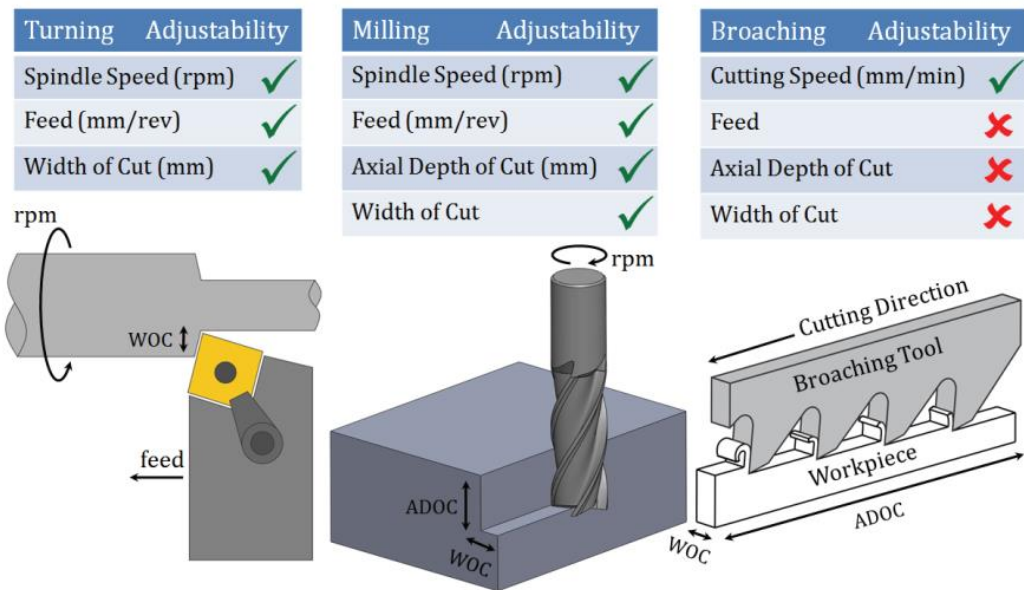 Turning Adjustability
Spindle Speed (rpm)
Feed (mm/rev)
Width of Cut (mm)
Milling Adjustability
Spindle Speed (rpm)
Feed (mm/rev)
Axial Depth of Cut (mm)
Width of Cut
Broaching Adjustability
Cutting Speed (mm/min)
Feed
Axial Depth of Cut
Width of Cut
rpm
WOC
feed
rpm
ADOC
WOC
Cutting Direction
Broaching Tool
Workpiece
ADOC
WOC